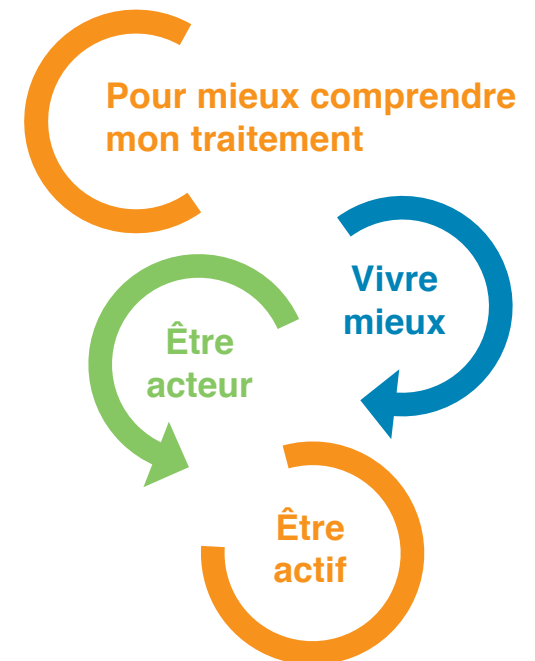 Pour mieux comprendre
mon traitement
Vivre
mieux
Être
acteur
Être
actif